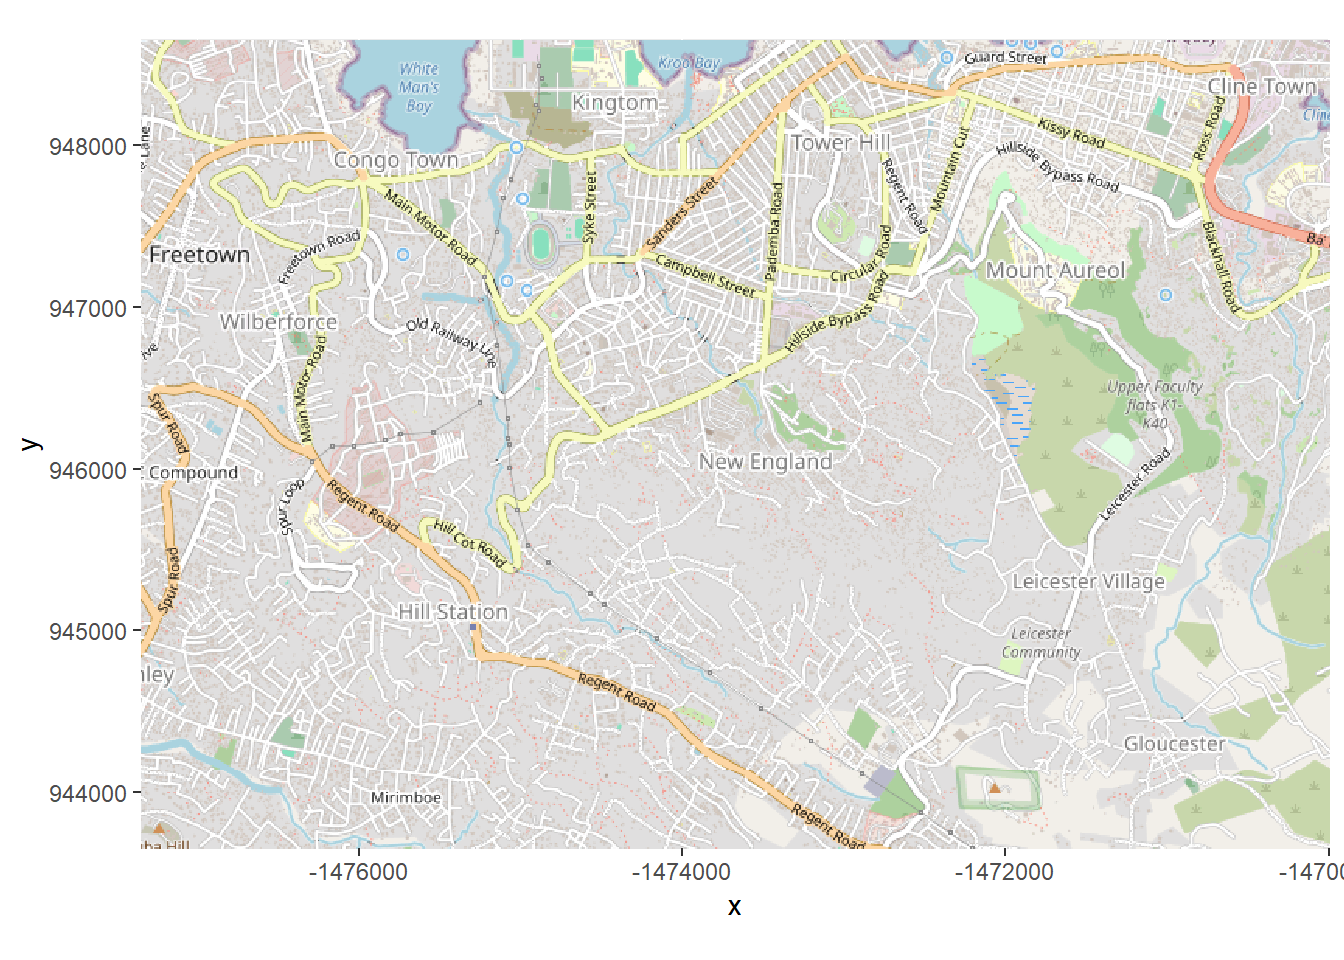 Guard Street
White
Man's
Bay
Kroo Bay
Kingtom
Cline Town
Kissy Road
Ross Road
Tower Hill
Mountain Cut
Hillside Bypass Road
Congo Town
Regent Road
Main Motor Road
Syke Street
Sanders Street
Pademba Road
Freetown
Freetown Road
Campbell Street
Circular Road
Mount Aureol
Blackhall Road
Wilberforce
Old Railway Line
Hillside Bypass Road
Main Motor Road
Upper Faculty
flats K1-
K40
Spur Road
Compound
New England
Leicester Road
Spur Loop
Regent Road
Hill Cot Road
Spur Road
Hill Station
Leicester Village
Leicester
Community
Regent Road
Gloucester
Mirimboe
Regent Road
948000
947000
946000
945000
944000
y
-1476000
-1474000
-1472000
x